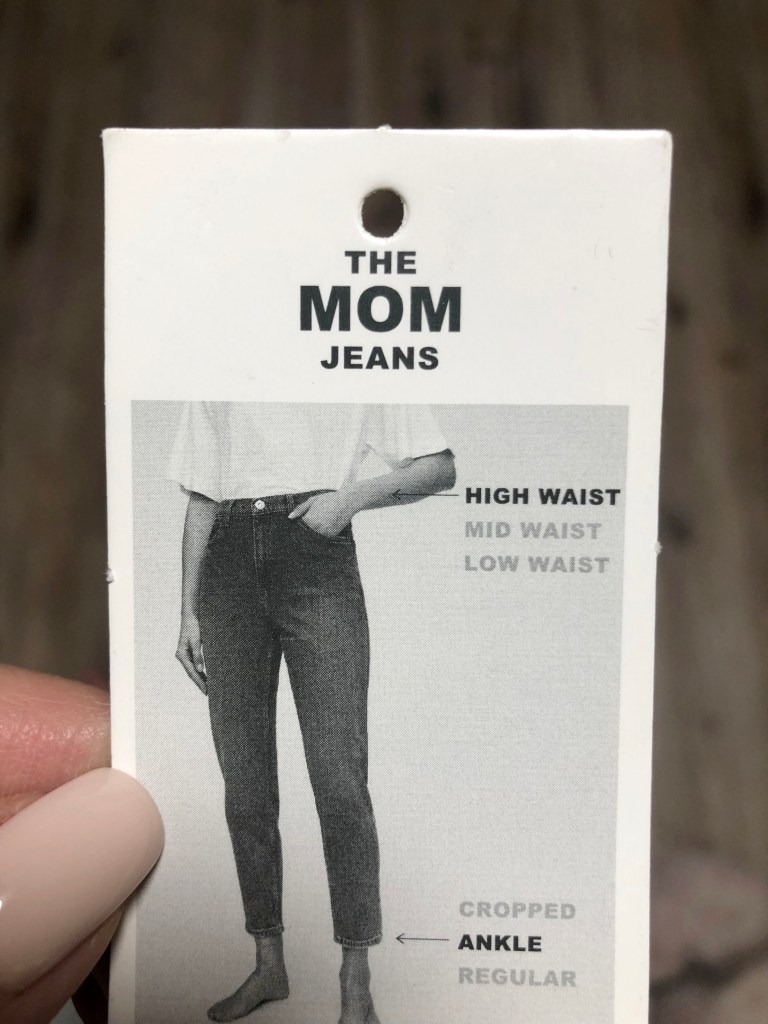 THE
MOM
JEANS
HIGH WAIST
MID WAIST
LOW WAIST
CROPPED
ANKLE
REGULAR